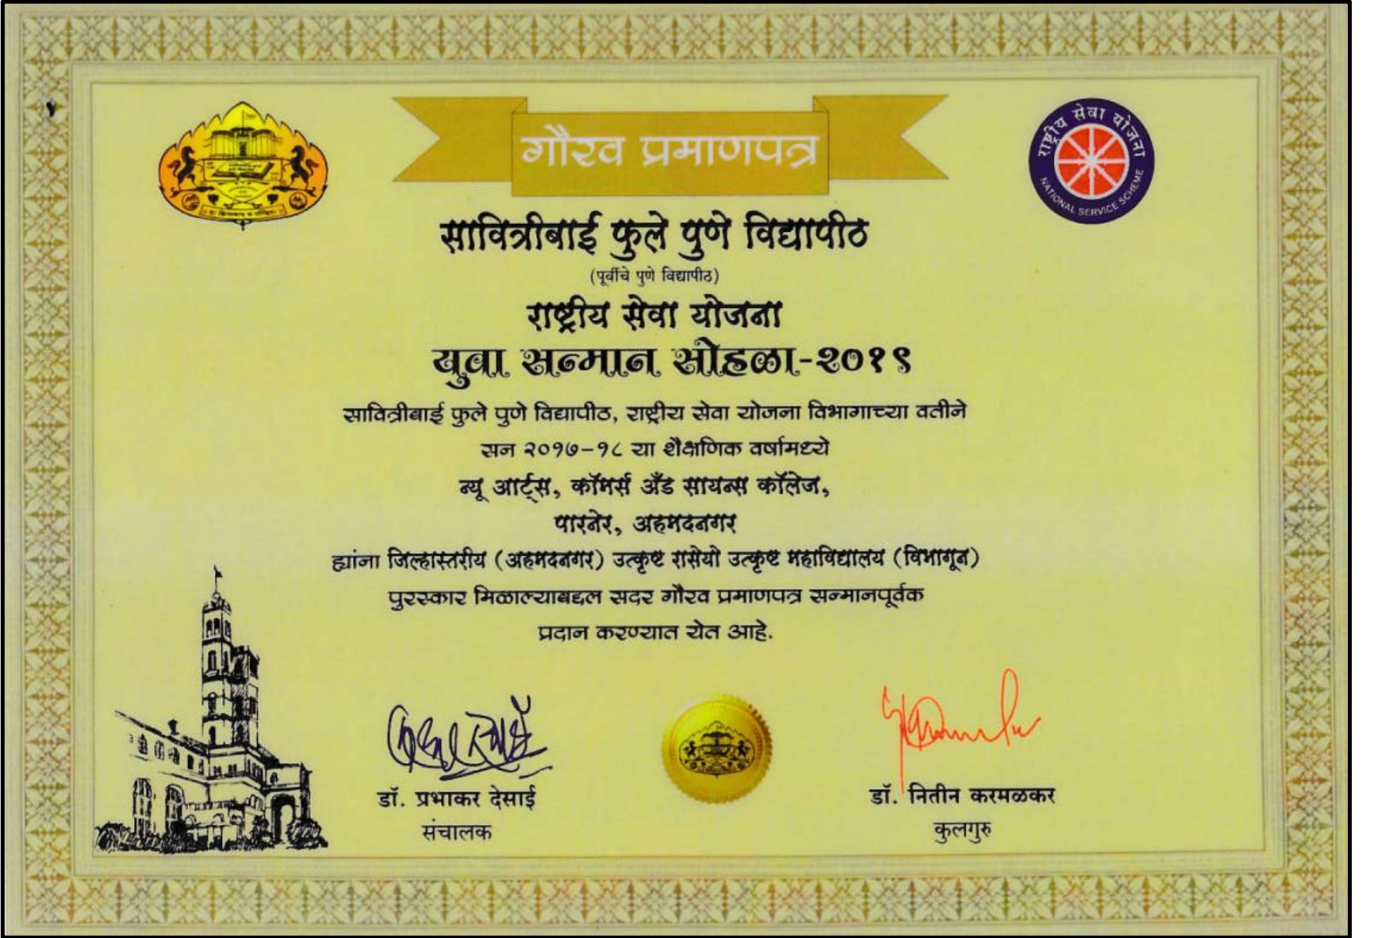 गौरव प्रमाणपत्र
राष्ट्रीय सेवा योजना
NATIONAL SERVICE SCHEME
सावित्रीबाई फुले पुणे विद्यापीठ
(पूर्वीचे पुणे विद्यापीठ)
राष्ट्रीय सेवा योजना
युवा सन्मान सोहळा-२०१९
सावित्रीबाई फुले पुणे विद्यापीठ, राष्ट्रीय सेवा योजना विभागाच्या वतीने
सन २०१७-१८ या शैक्षणिक वर्षामध्ये
न्यू आर्ट्स, कॉमर्स अँड सायन्स कॉलेज,
पारनेर, अहमदनगर
ह्यांना जिल्हास्तरीय (अहमदनगर) उत्कृष्ट रासेयो उत्कृष्ट महाविद्यालय (विभागून)
पुरस्कार मिळाल्याबद्दल सदर गौरव प्रमाणपत्र सन्मानपूर्वक
प्रदान करण्यात येत आहे.
डॉ. प्रभाकर देसाई
संचालक
डॉ. नितीन करमळकर
कुलगुरु